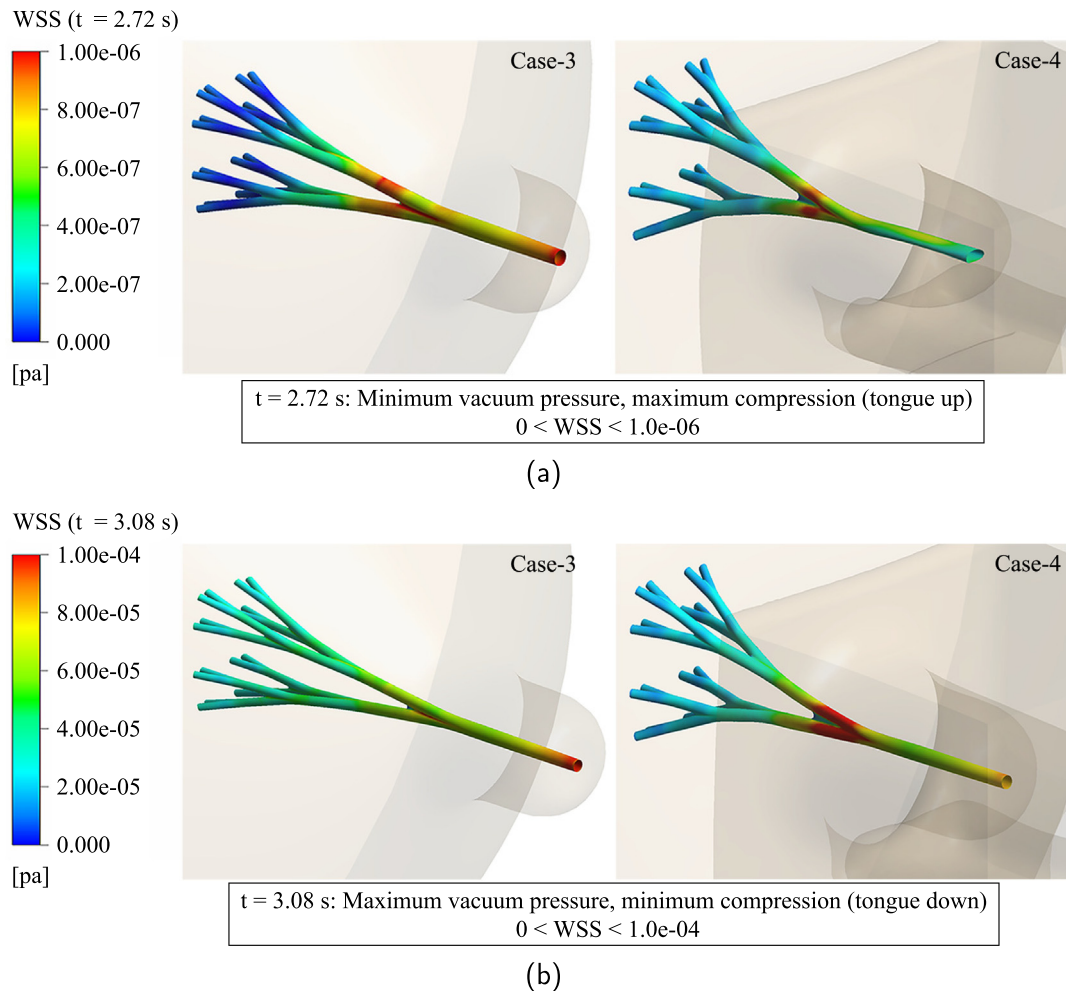 WSS (t = 2.72 s)
1.00e-06
8.00e-07
6.00e-07
4.00e-07
2.00e-07
0.000
[pa]
Case-3
Case-4
t = 2.72 s: Minimum vacuum pressure, maximum compression (tongue up)
0 < WSS < 1.0e-06
(a)
WSS (t = 3.08 s)
1.00e-04
8.00e-05
6.00e-05
4.00e-05
2.00e-05
0.000
[pa]
Case-3
Case-4
t = 3.08 s: Maximum vacuum pressure, minimum compression (tongue down)
0 < WSS < 1.0e-04
(b)